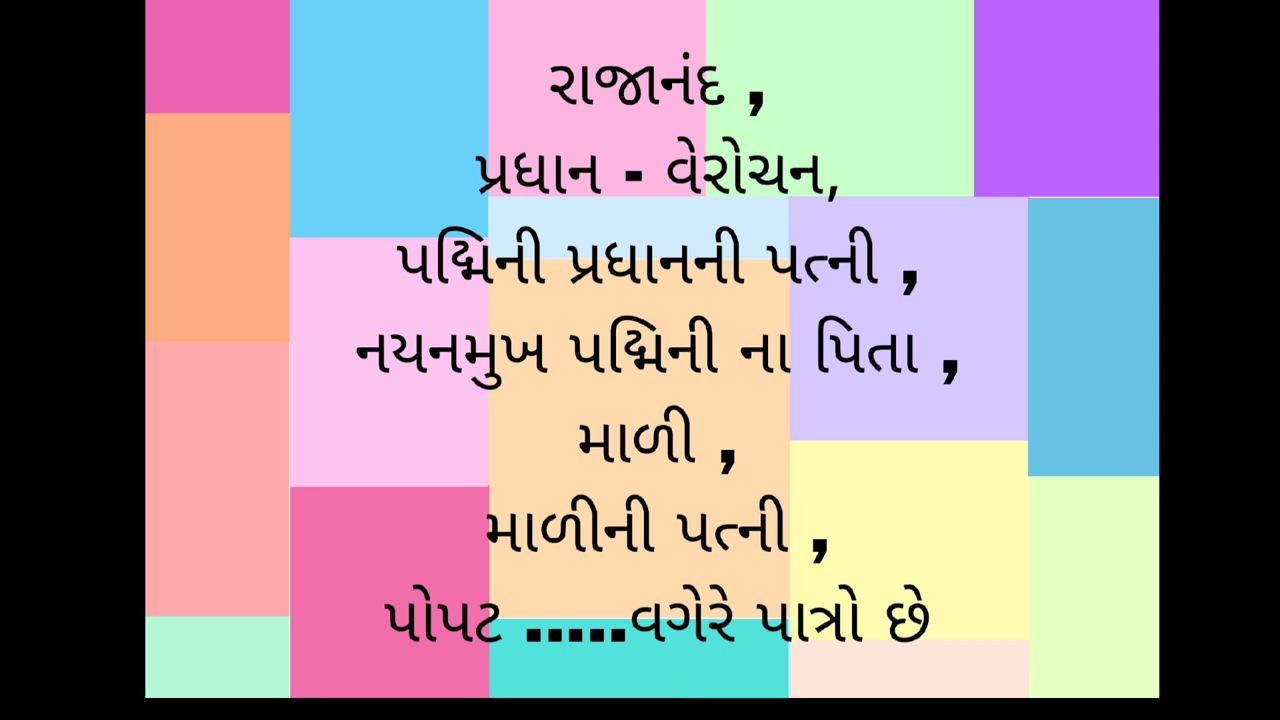 રાજાનંદ ,
પ્રધાન - વેરોચન,
પદ્મિની પ્રધાનની પત્ની ,
નયનમુખ પદ્મિની ના પિતા ,
માળી ,
માળીની પત્ની ,
પોપટ .....વગેરે પાત્રો છે